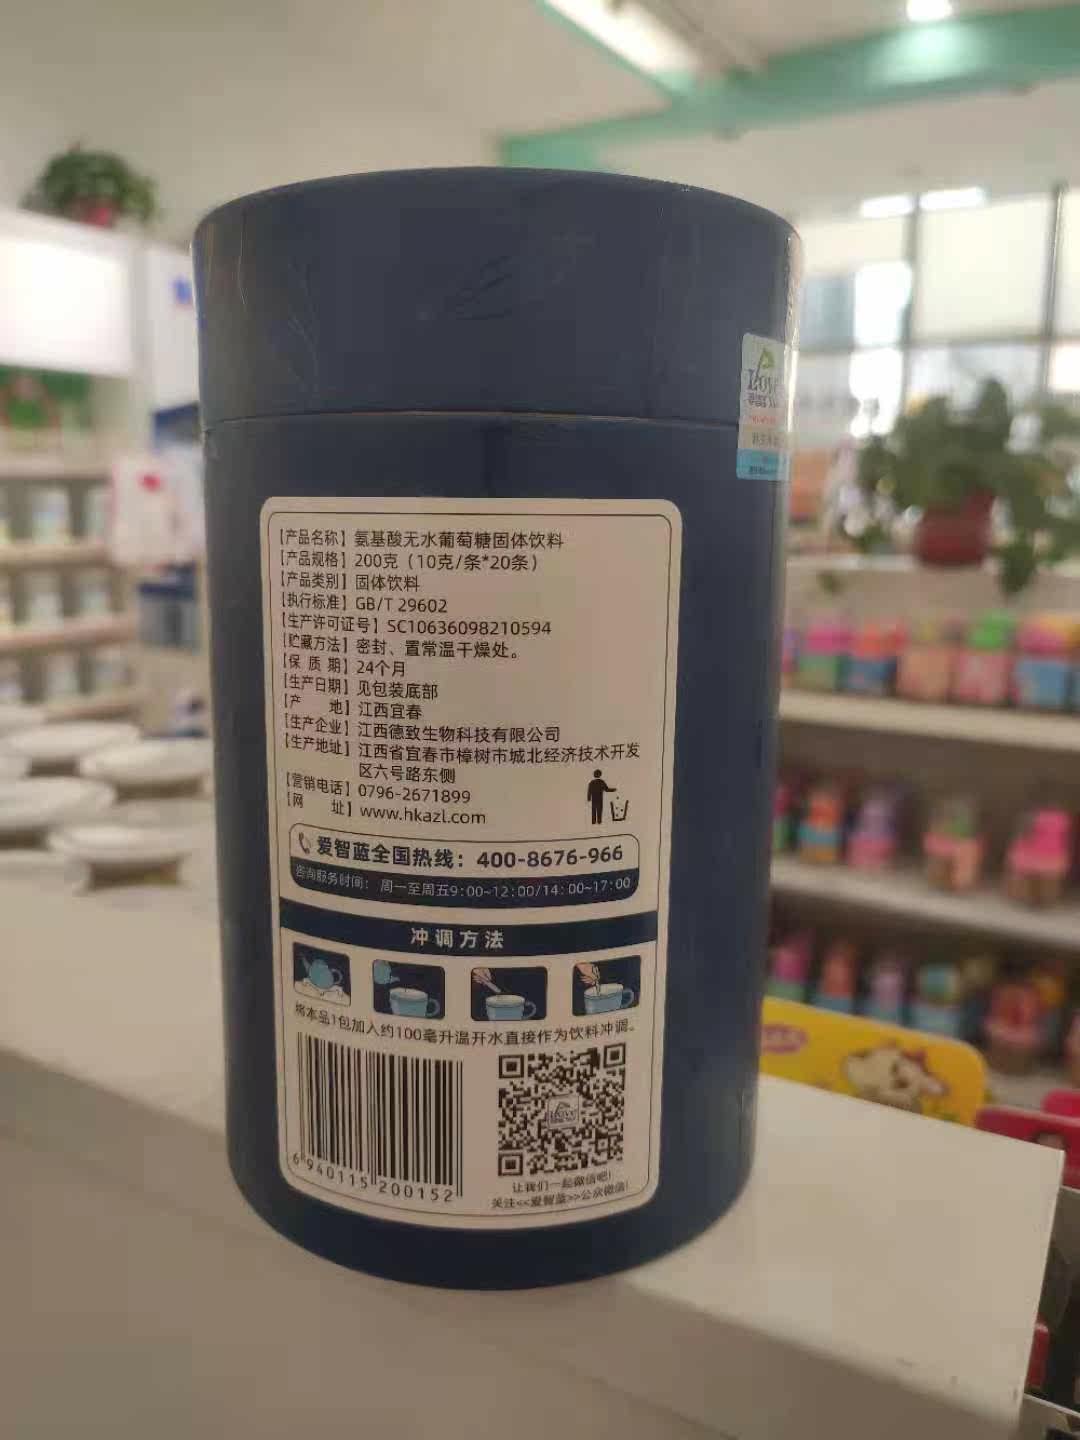 【产品名称】氨基酸无水葡萄糖固体饮料
【产品规格】200克（10克/条*20条）
【产品类别】固体饮料
【执行标准】GB/T 29602
【生产许可证号】SC10636098210594
【贮藏方法】密封、置常温干燥处。
【保 质 期】24个月
【生产日期】见包装底部
【产 地】江西宜春
【生产企业】江西德致生物科技有限公司
【生产地址】江西省宜春市樟树市城北经济技术开发
区六号路东侧
【营销电话】0796-2671899
【网 址】www.hkazl.com
爱智蓝全国热线：400-8676-966
咨询服务时间：周一至周五9:00~12:00/14:00~17:00
冲调方法
将本品1包加入约100毫升温开水直接作为饮料冲调。
6940115200152
让我们一起微信吧!
关注<<爱智蓝>>公众微信!